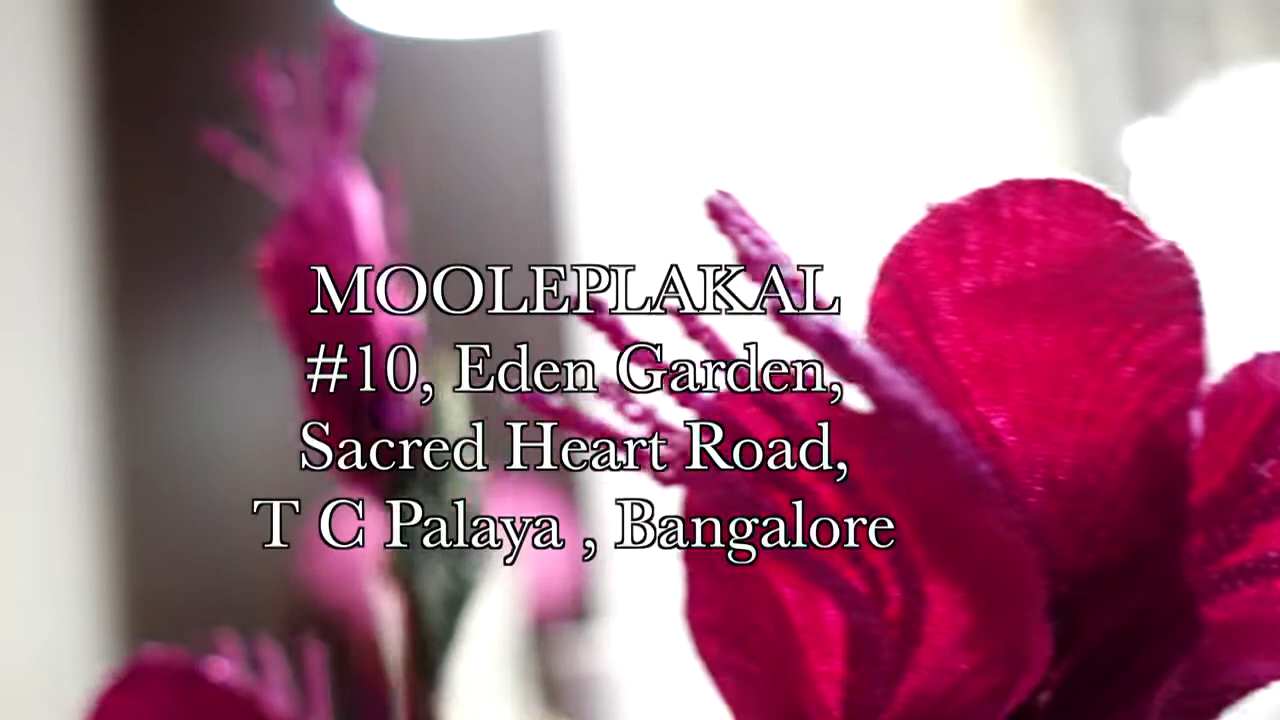 MOOLEPLAKAL
#10, Eden Garden,
Sacred Heart Road,
T C Palaya , Bangalore